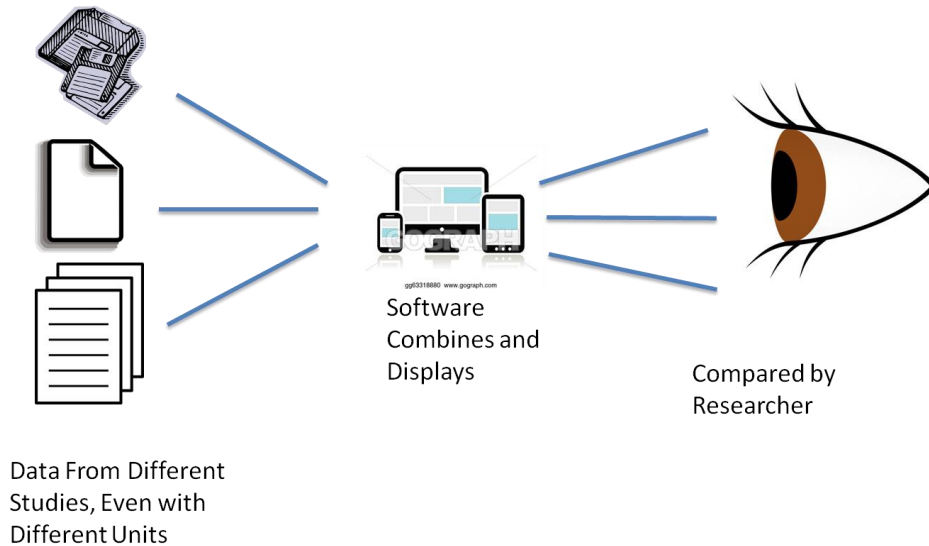 GOGRAPH
gg63318880 www.gograph.com
Software
Combines and
Displays
Compared by
Researcher
Data From Different
Studies, Even with
Different Units